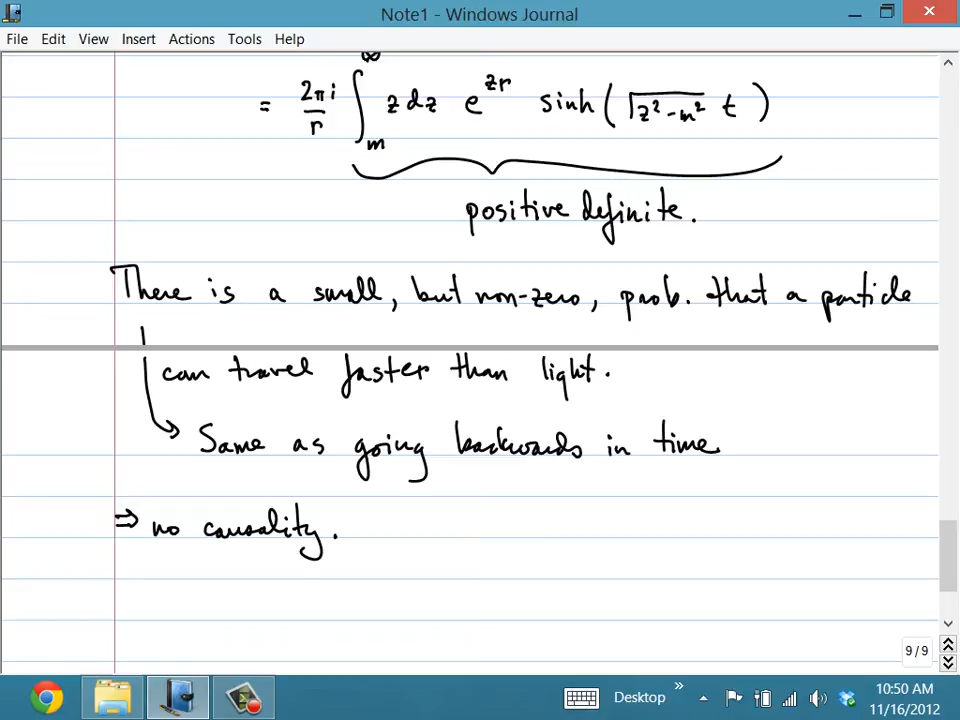 Note1 - Windows Journal
File Edit View Insert Actions Tools Help
= 2πi/r ∫_m^∞ z dz e^{zr} sinh(√(z²-m²) t)
positive definite.
There is a small, but non-zero, prob. that a particle
can travel faster than light.
↳ Same as going backwards in time
⇒ no causality.
9 / 9
Desktop
»
10:50 AM
11/16/2012